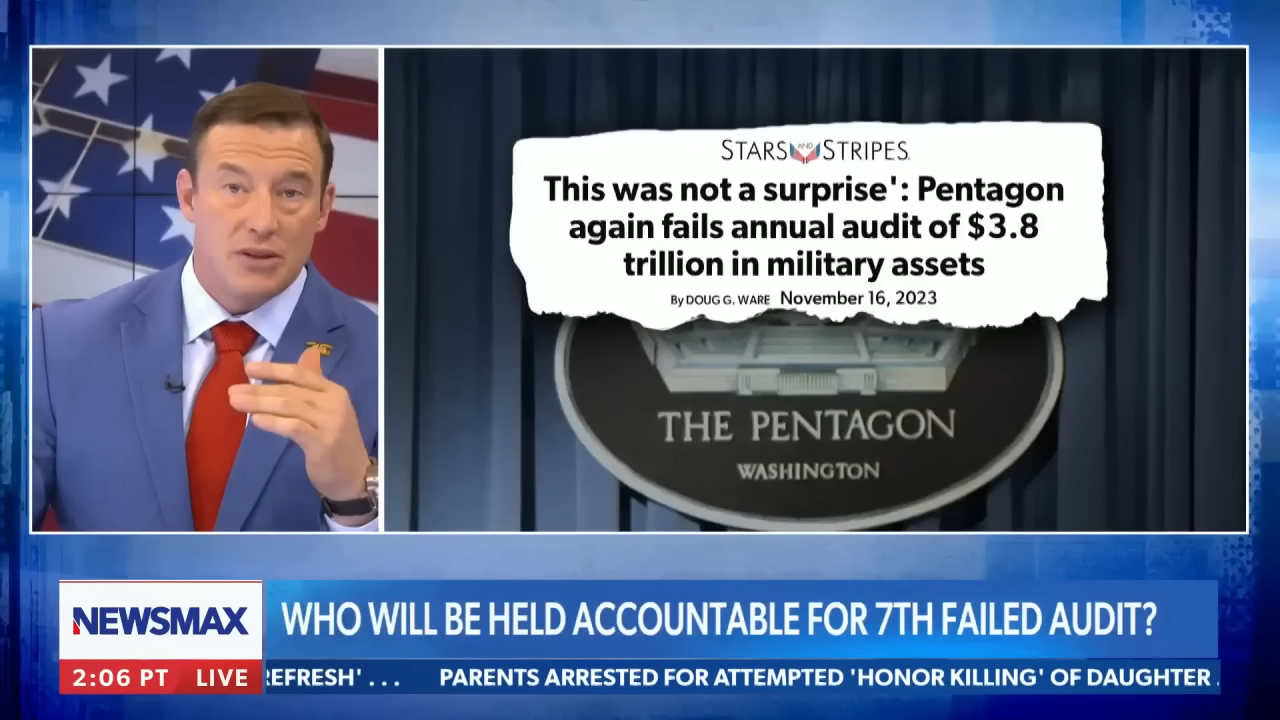 STARS AND STRIPES
This was not a surprise': Pentagon
again fails annual audit of $3.8
trillion in military assets
By DOUG G. WARE November 16, 2023
THE PENTAGON
WASHINGTON
NEWSMAX
WHO WILL BE HELD ACCOUNTABLE FOR 7TH FAILED AUDIT?
2:06 PT LIVE
EFRESH' . . . PARENTS ARRESTED FOR ATTEMPTED 'HONOR KILLING' OF DAUGHTER .